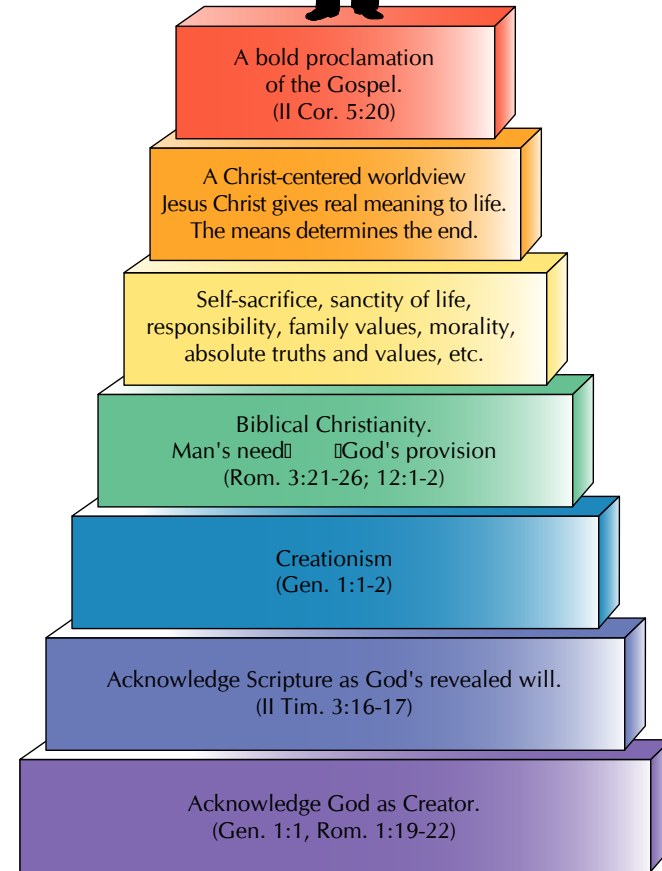 A bold proclamation
of the Gospel.
(II Cor. 5:20)
A Christ-centered worldview
Jesus Christ gives real meaning to life.
The means determines the end.
Self-sacrifice, sanctity of life,
responsibility, family values, morality,
absolute truths and values, etc.
Biblical Christianity.
Man's need▯ ▯God's provision
(Rom. 3:21-26; 12:1-2)
Creationism
(Gen. 1:1-2)
Acknowledge Scripture as God's revealed will.
(II Tim. 3:16-17)
Acknowledge God as Creator.
(Gen. 1:1, Rom. 1:19-22)